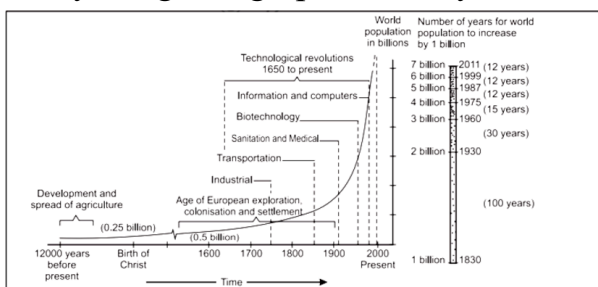 World
population
in billions
Number of years for world
population to increase
by 1 billion
Technological revolutions
1650 to present
Information and computers
Biotechnology
Sanitation and Medical
Transportation
Industrial
Age of European exploration,
colonisation and settlement
Development and
spread of agriculture
(0.25 billion)
(0.5 billion)
12000 years
before
present
Birth of
Christ
1600
1700
1800
1900
2000
Present
Time
7 billion 2011 (12 years)
6 billion 1999 (12 years)
5 billion 1987 (12 years)
4 billion 1975 (15 years)
3 billion 1960 (30 years)
2 billion 1930
(100 years)
1 billion 1830